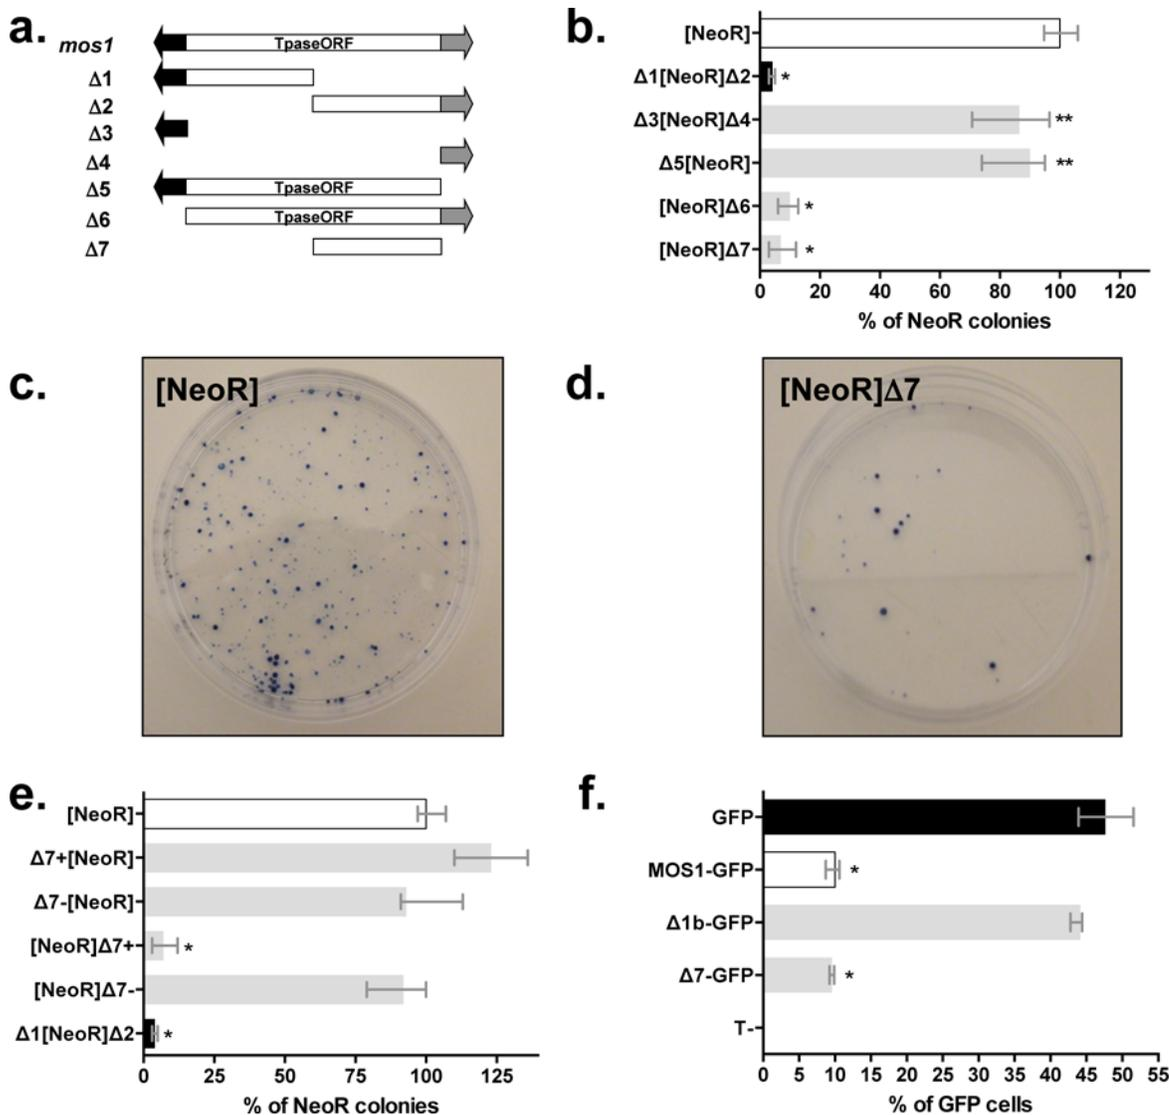 a.
mos1
TpaseORF
Δ1
Δ2
Δ3
Δ4
Δ5
TpaseORF
Δ6
TpaseORF
Δ7
b.
[NeoR]
Δ1[NeoR]Δ2
*
Δ3[NeoR]Δ4
**
Δ5[NeoR]
**
[NeoR]Δ6
*
[NeoR]Δ7
*
0 20 40 60 80 100 120
% of NeoR colonies
c.
[NeoR]
d.
[NeoR]Δ7
e.
[NeoR]
Δ7+[NeoR]
Δ7-[NeoR]
[NeoR]Δ7+
*
[NeoR]Δ7-
Δ1[NeoR]Δ2
*
0 25 50 75 100 125
% of NeoR colonies
f.
GFP
MOS1-GFP
*
Δ1b-GFP
Δ7-GFP
*
T-
0 5 10 15 20 25 30 35 40 45 50 55
% of GFP cells